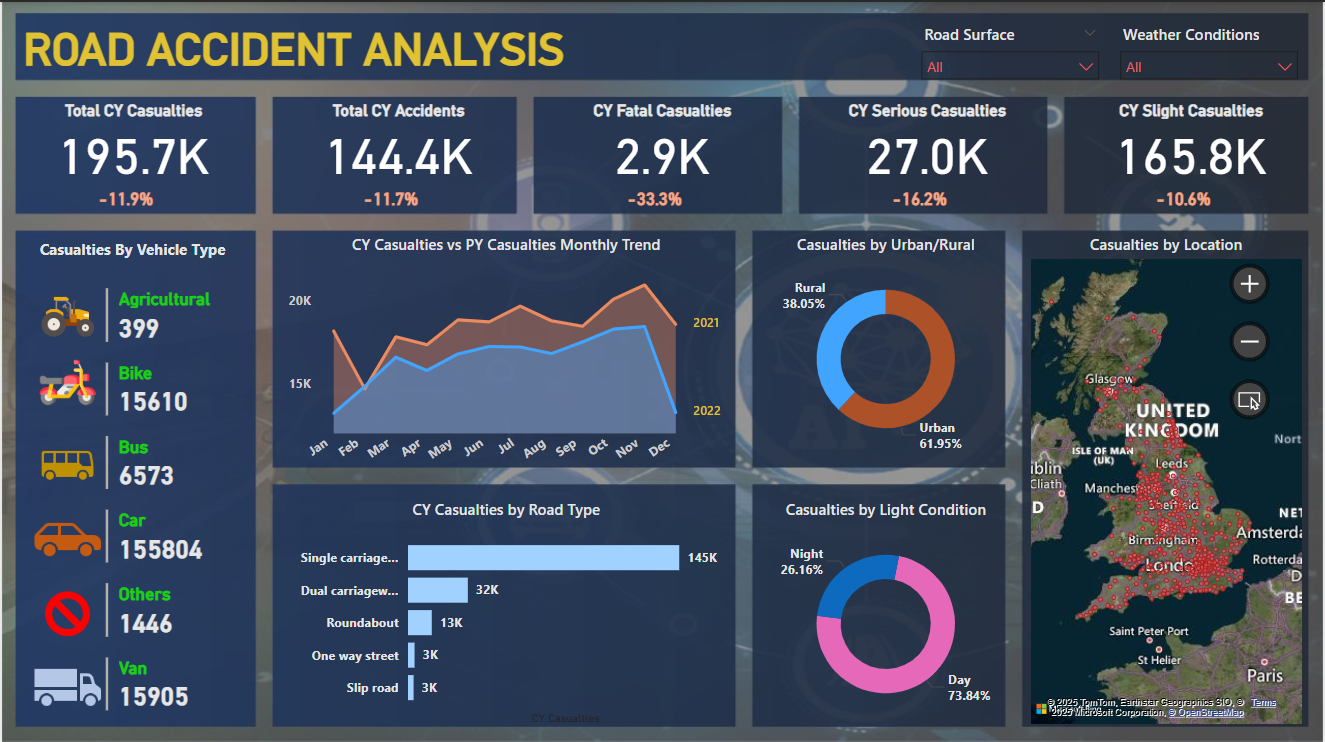 ROAD ACCIDENT ANALYSIS
Road Surface
All
Weather Conditions
All
Total CY Casualties
195.7K
-11.9%
Total CY Accidents
144.4K
-11.7%
CY Fatal Casualties
2.9K
-33.3%
CY Serious Casualties
27.0K
-16.2%
CY Slight Casualties
165.8K
-10.6%
Casualties By Vehicle Type
Agricultural
399
Bike
15610
Bus
6573
Car
155804
Others
1446
Van
15905
CY Casualties vs PY Casualties Monthly Trend
20K
15K
2021
2022
Jan Feb Mar Apr May Jun Jul Aug Sep Oct Nov Dec
Casualties by Urban/Rural
Rural
38.05%
Urban
61.95%
CY Casualties by Road Type
Single carriage... 145K
Dual carriagew... 32K
Roundabout 13K
One way street 3K
Slip road 3K
CY Casualties
Casualties by Light Condition
Night
26.16%
Day
73.84%
Casualties by Location
Glasgow
UNITED
KINGDOM
Nort
ISLE OF MAN
(UK)
Leeds
iblin
Cliath
Manchest
Sheffield
D
NET
Birmingham
Amsterda
Londo
Rotterda
D
BE
Saint Peter Port
St Helier
Paris
© 2025 TomTom, Earthstar Geographics SIO, © Terms
2025 Microsoft Corporation, © OpenStreetMap